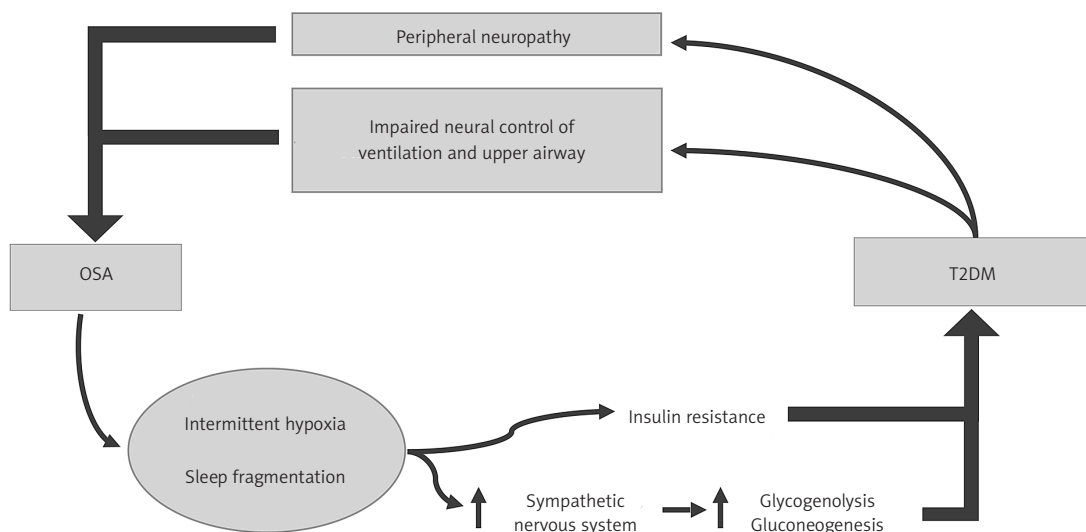 Peripheral neuropathy
Impaired neural control of
ventilation and upper airway
OSA
T2DM
Intermittent hypoxia
Sleep fragmentation
Insulin resistance
Sympathetic
nervous system
Glycogenolysis
Gluconeogenesis